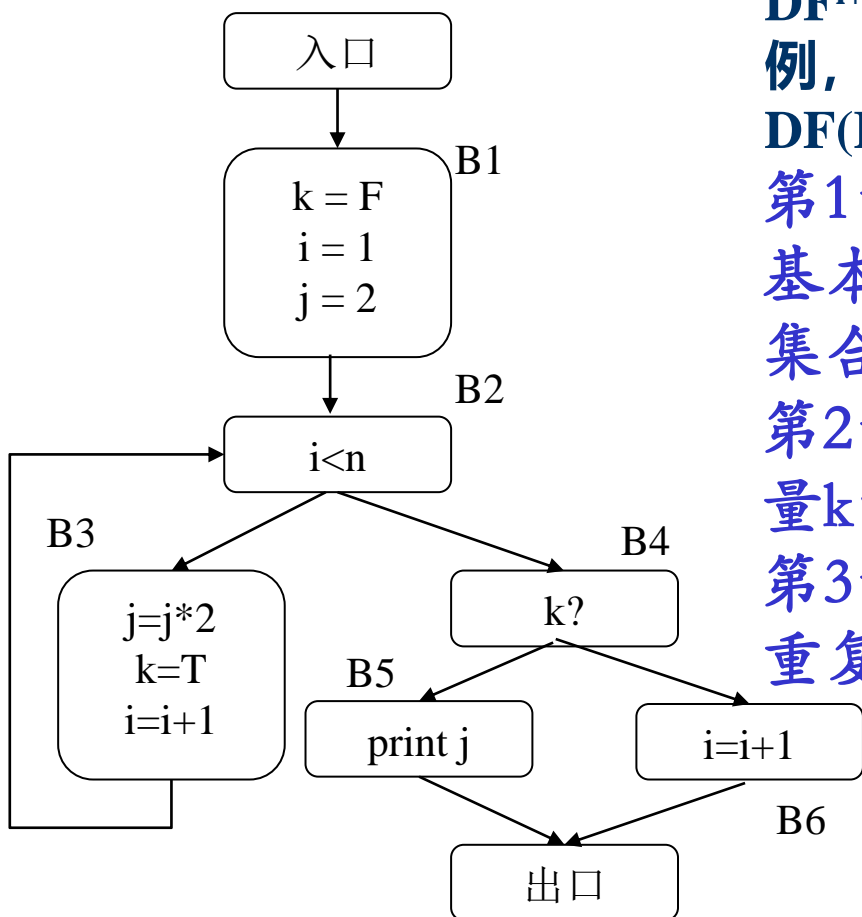 入口
B1
k = F
i = 1
j = 2
B2
i<n
B3
j=j*2
k=T
i=i+1
B4
k?
B5
print j
i=i+1
B6
出口
例，
DF(
第1
基本
集合
第2
量k
第3
重复